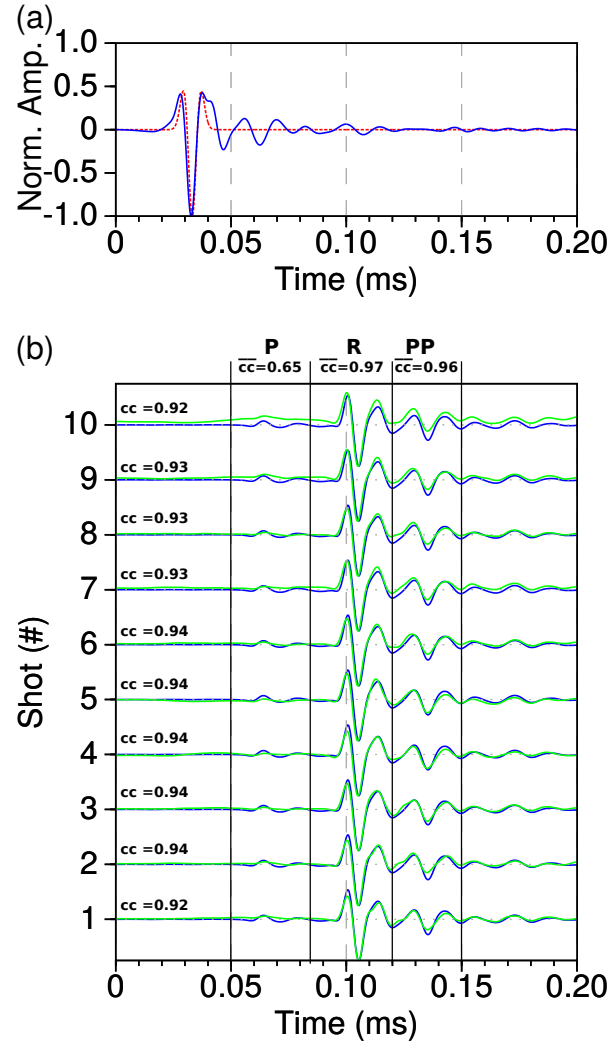 (a)
Norm. Amp.
1.0
0.5
0
-0.5
-1.0
0 0.05 0.10 0.15 0.20
Time (ms)
(b)
P R PP
cc=0.65 cc=0.97 cc=0.96
Shot (#)
10 cc =0.92
9 cc =0.93
8 cc =0.93
7 cc =0.93
6 cc =0.94
5 cc =0.94
4 cc =0.94
3 cc =0.94
2 cc =0.94
1 cc =0.92
0 0.05 0.10 0.15 0.20
Time (ms)